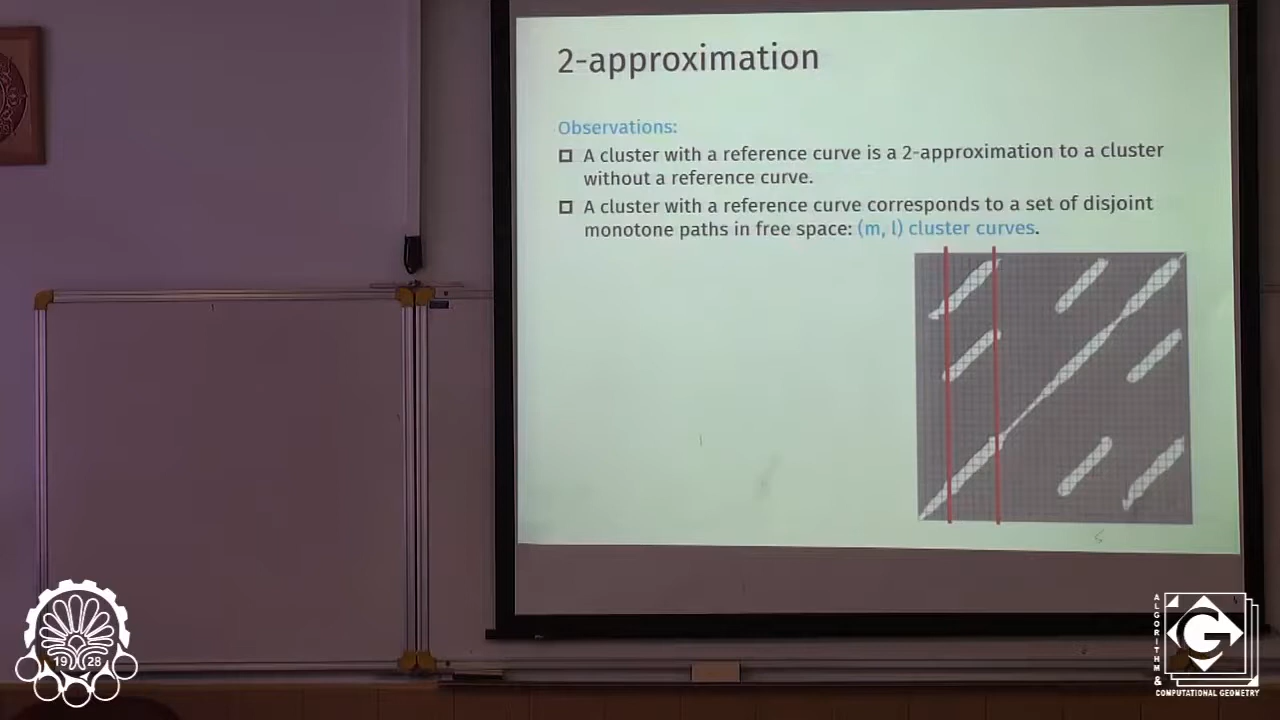 2-approximation
Observations:
A cluster with a reference curve is a 2-approximation to a cluster
without a reference curve.
A cluster with a reference curve corresponds to a set of disjoint
monotone paths in free space: (m, l) cluster curves.
19 28
ALGORITHM &
G
COMPUTATIONAL GEOMETRY